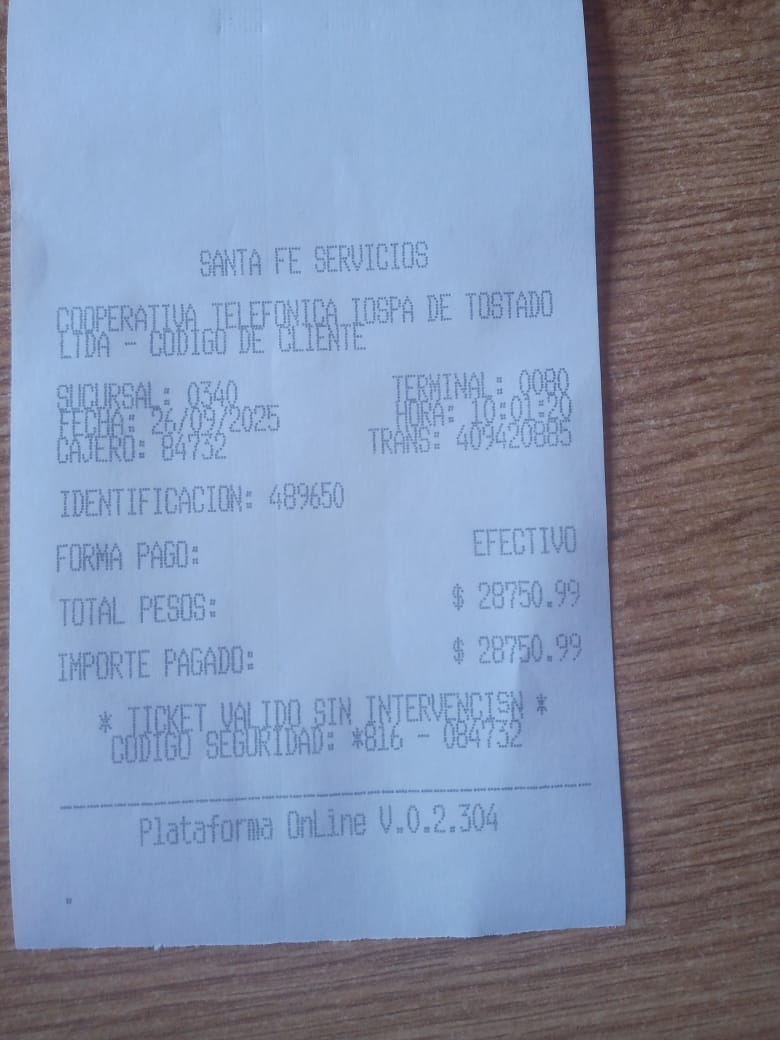 SANTA FE SERVICIOS
COOPERATIVA TELEFONICA IOSPA DE TOSTADO
LTDA - CODIGO DE CLIENTE
SUCURSAL: 0340 TERMINAL: 0080
FECHA: 26/09/2025 HORA: 10:01:20
CAJERO: 84732 TRANS: 409420885
IDENTIFICACION: 489650
FORMA PAGO: EFECTIVO
TOTAL PESOS: $ 28750.99
IMPORTE PAGADO: $ 28750.99
* TICKET VALIDO SIN INTERVENCISN *
CODIGO SEGURIDAD: *816 - 084732
Plataforma OnLine V.0.2.304